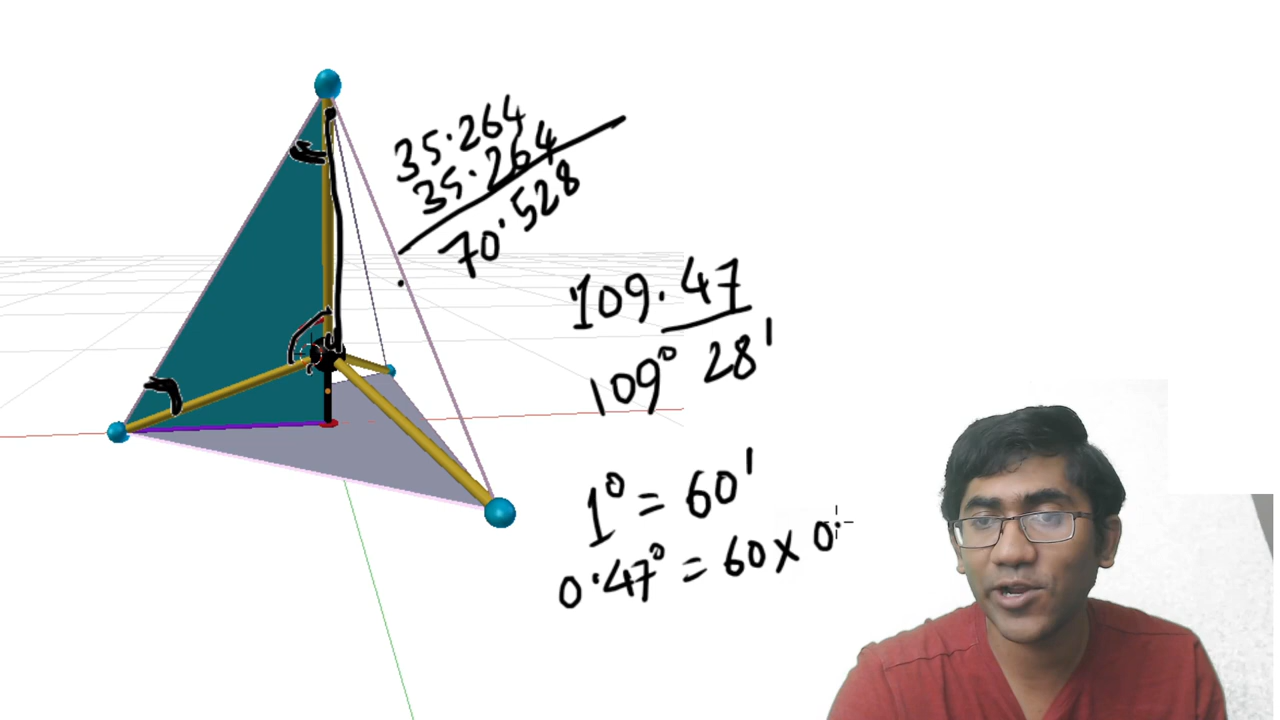 35.264
35.264
70.528
109.47
109° 28'
1° = 60'
0.47° = 60 x 0.